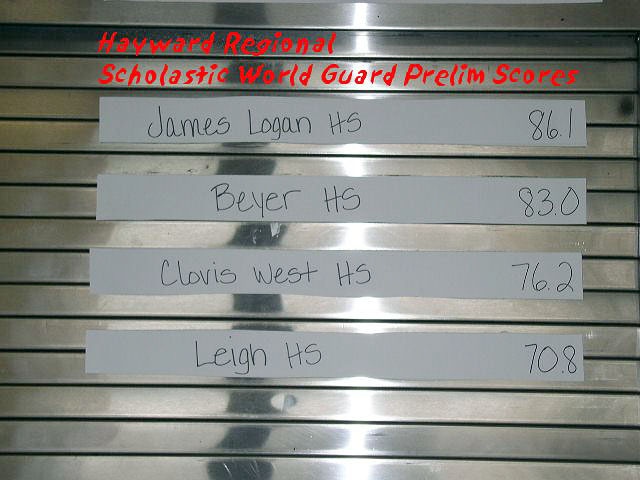 Hayward Regional
Scholastic World Guard Prelim Scores
James Logan HS 86.1
Beyer HS 83.0
Clovis West HS 76.2
Leigh HS 70.8